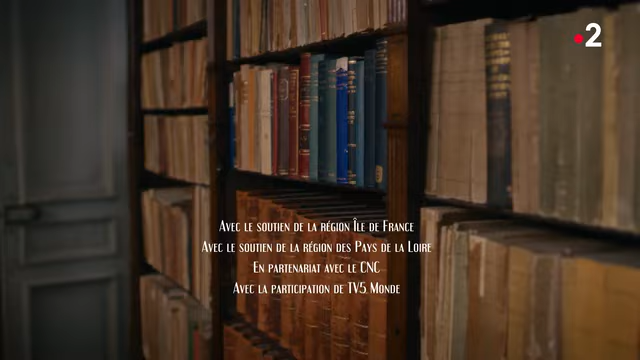 2
Avec le soutien de la région Île de France
Avec le soutien de la région des Pays de la Loire
En partenariat avec le CNC
Avec la participation de TV5 Monde